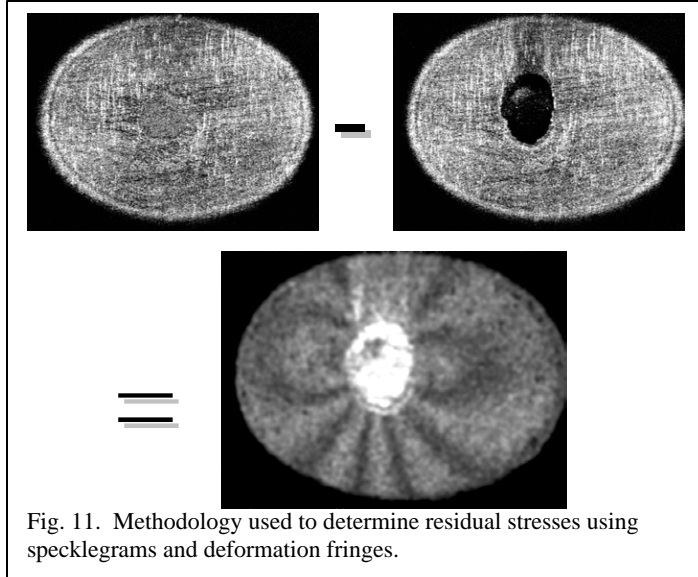 Fig. 11. Methodology used to determine residual stresses using
specklegrams and deformation fringes.